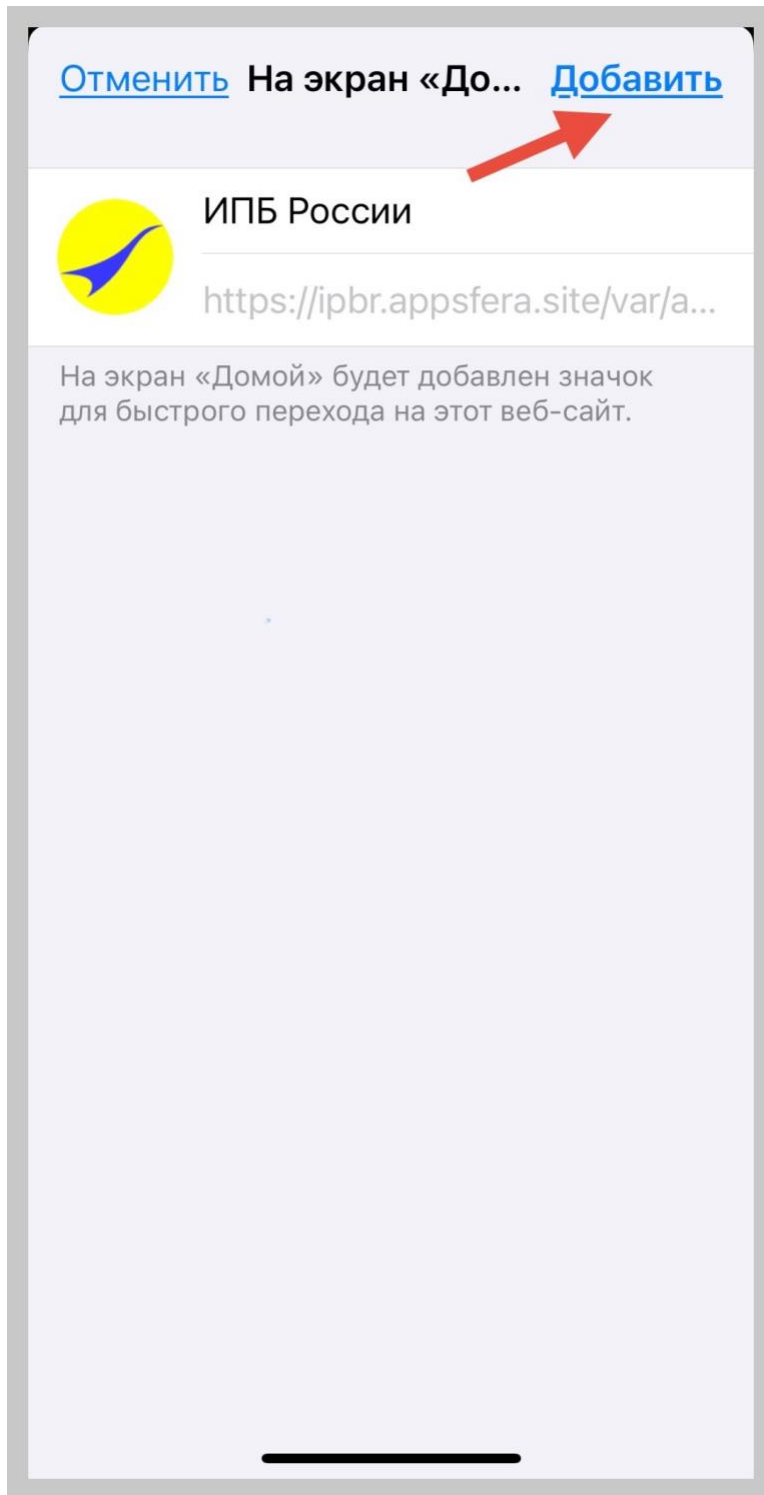 Отменить На экран «До... Добавить
ИПБ России
https://ipbr.appsfera.site/var/a...
На экран «Домой» будет добавлен значок
для быстрого перехода на этот веб-сайт.